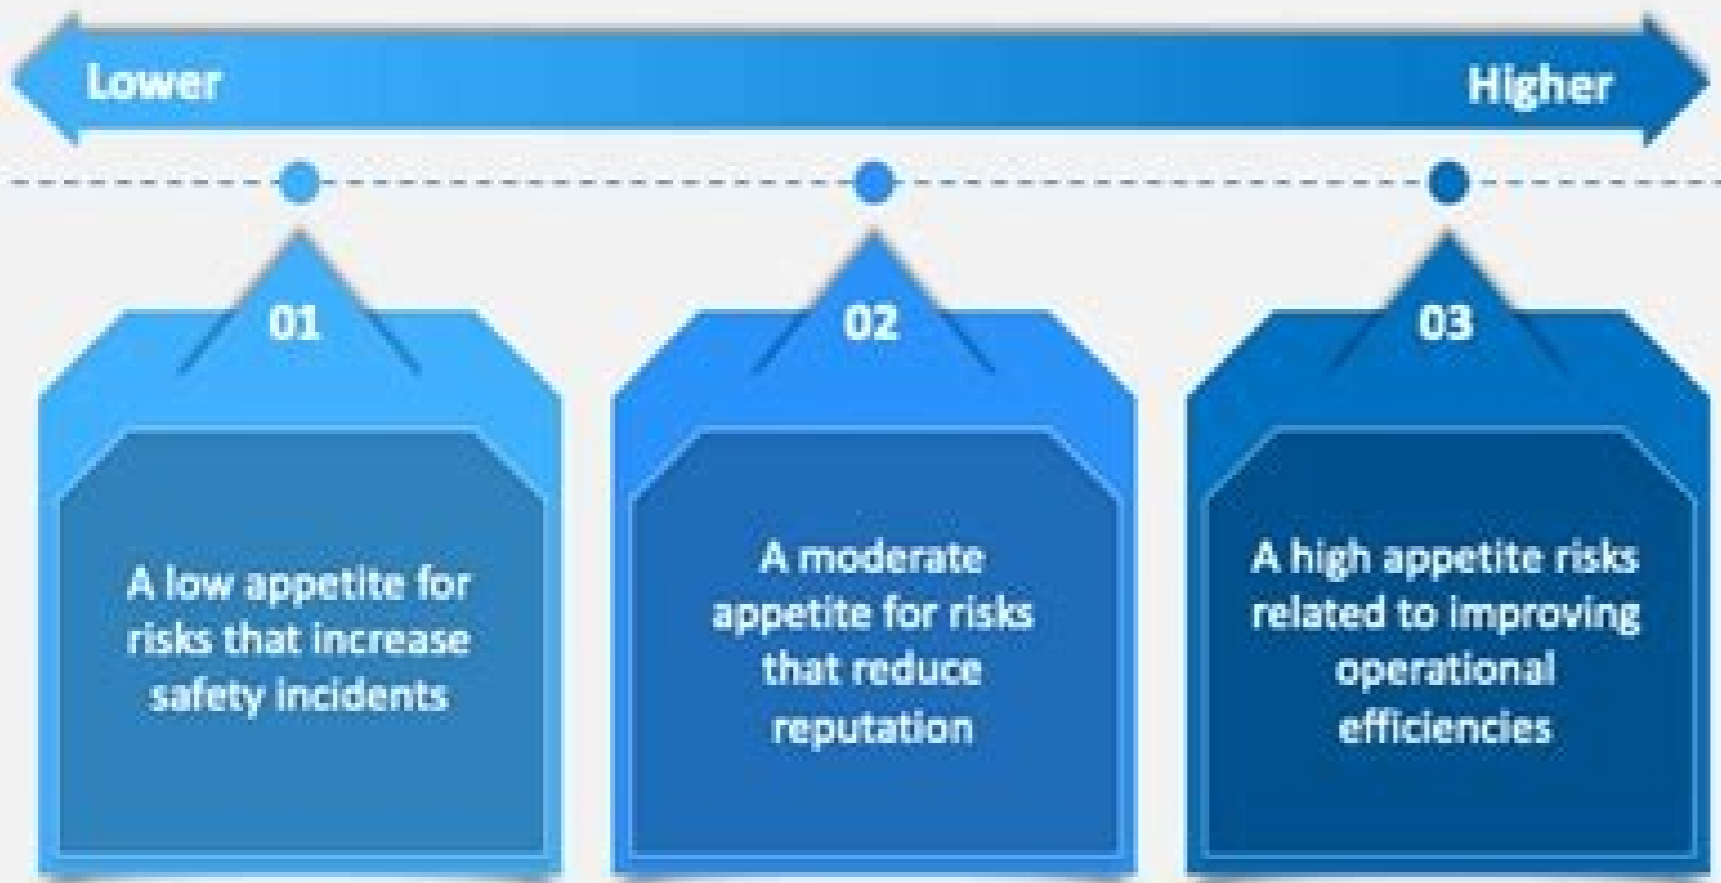 Lower
Higher
01
A low appetite for
risks that increase
safety incidents
02
A moderate
appetite for risks
that reduce
reputation
03
A high appetite risks
related to improving
operational
efficiencies